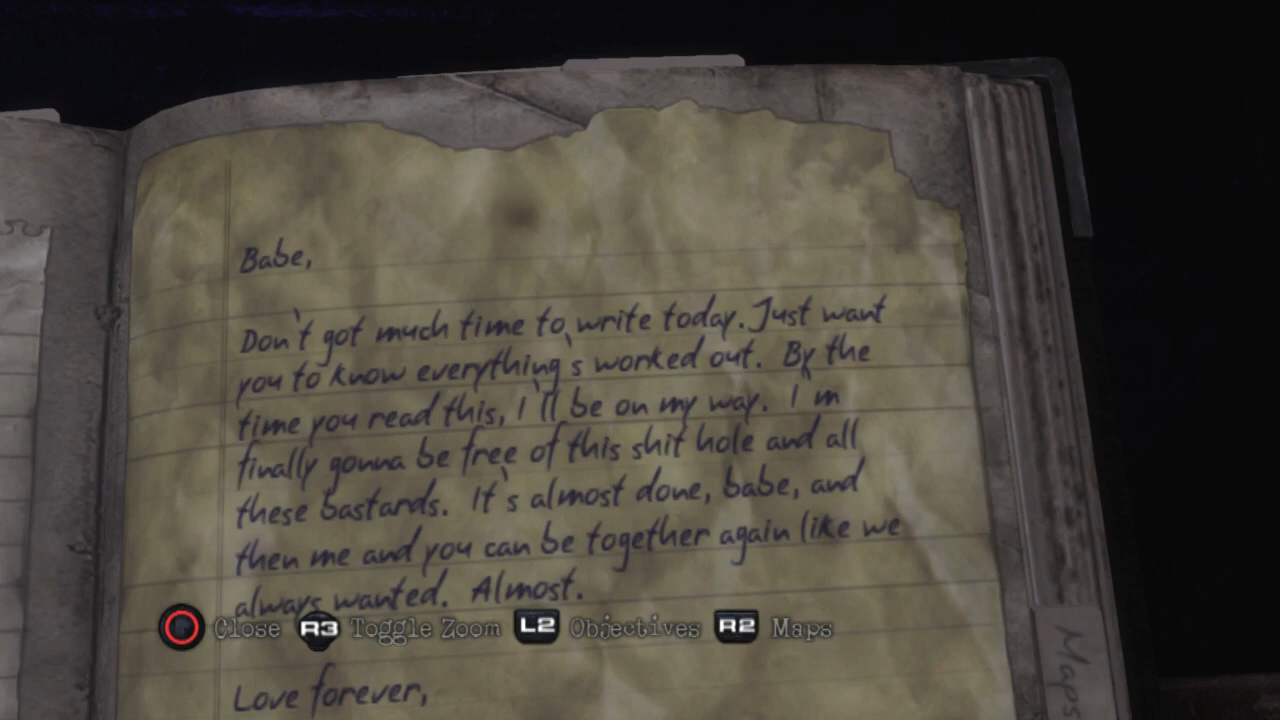 Babe,
Don't got much time to write today. Just want
you to know everything's worked out. By the
time you read this, I'll be on my way. I'm
finally gonna be free of this shit hole and all
these bastards. It's almost done, babe, and
then me and you can be together again like we
always wanted. Almost.
Close R3 Toggle Zoom L2 Objectives R2 Maps
Love forever,
Maps